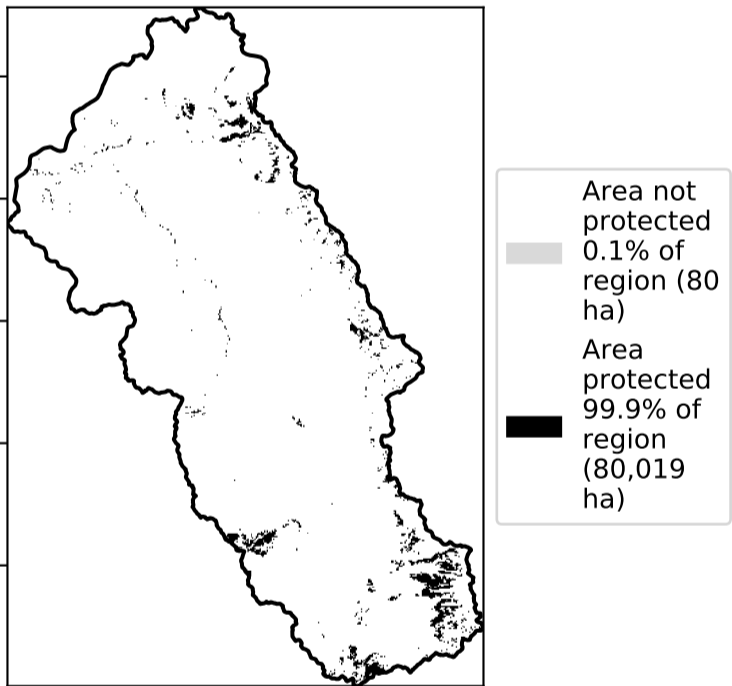 Area not
protected
0.1% of
region (80
ha)
Area
protected
99.9% of
region
(80,019
ha)